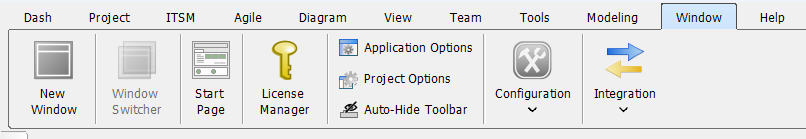 Dash Project ITSM Agile Diagram View Team Tools Modeling Window Help
New
Window
Window
Switcher
Start
Page
License
Manager
Application Options
Project Options
Auto-Hide Toolbar
Configuration
Integration